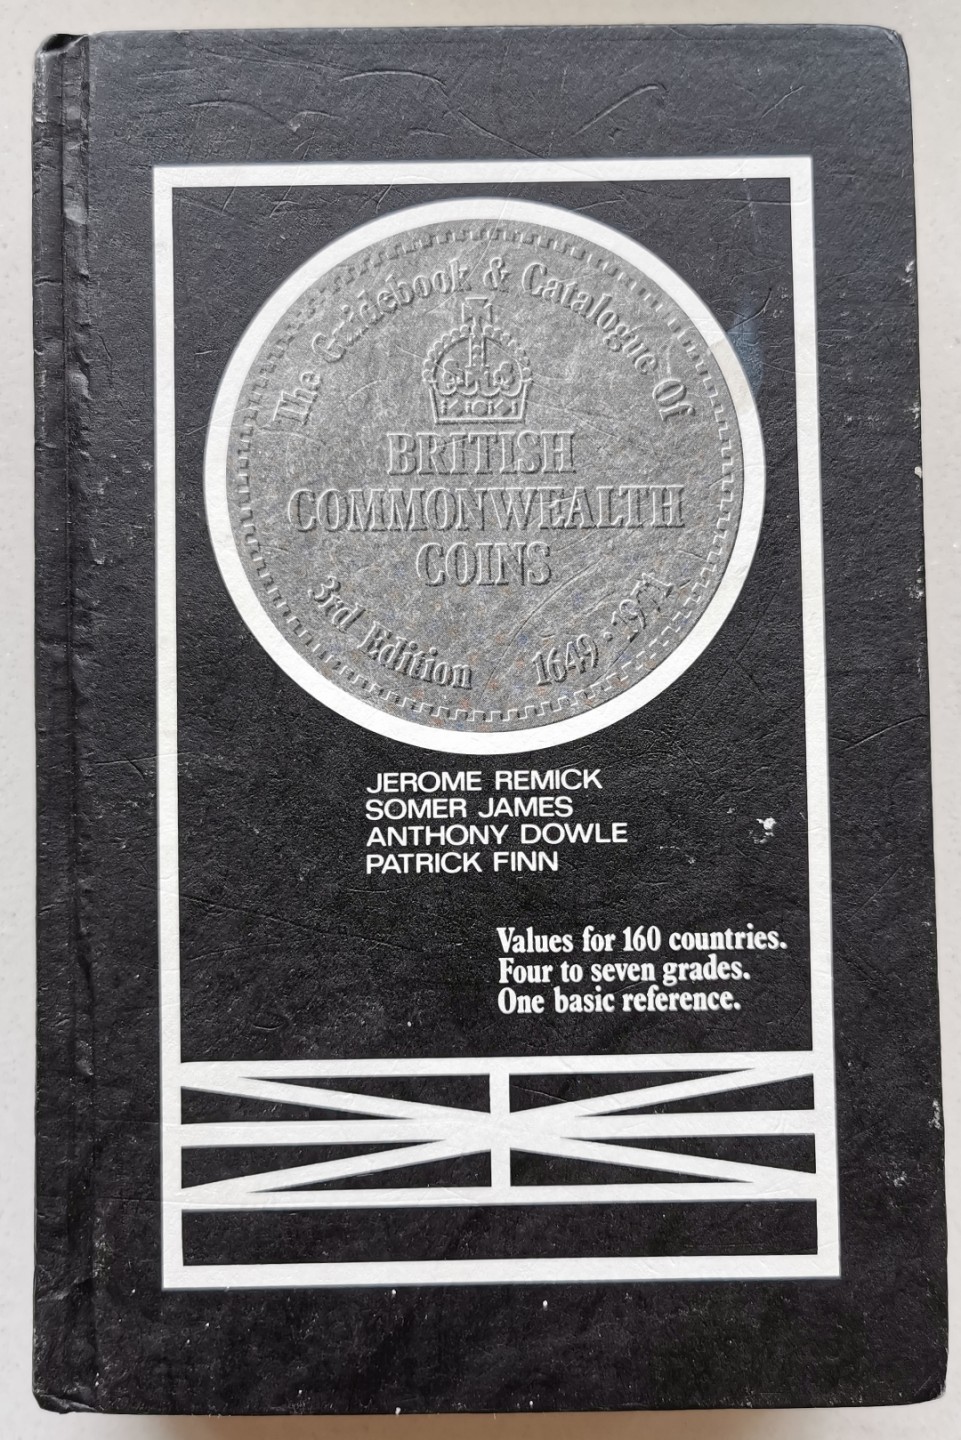 The Guidebook & Catalogue Of
BRITISH
COMMONWEALTH
COINS
3rd Edition 1649 · 1971
JEROME REMICK
SOMER JAMES
ANTHONY DOWLE
PATRICK FINN
Values for 160 countries.
Four to seven grades.
One basic reference.